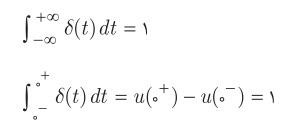 ∫_{−∞}^{+∞} δ(t) dt = ۱
∫_{۰⁻}^{۰⁺} δ(t) dt = u(۰⁺) − u(۰⁻) = ۱